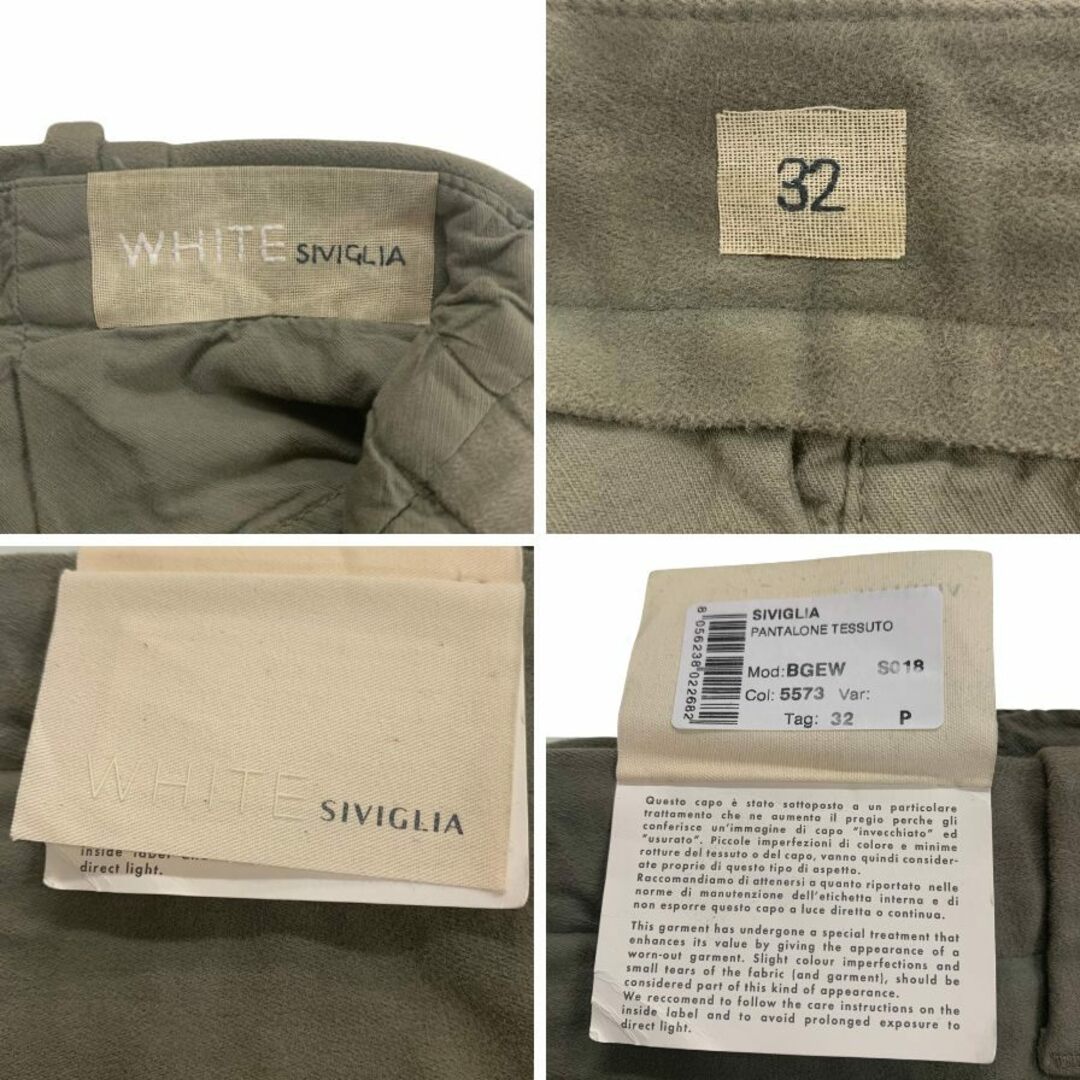 WHITE SIVIGLIA
32
WHITE SIVIGLIA
inside label
direct light.
8 056238 022682
SIVIGLIA
PANTALONE TESSUTO
Mod:BGEW S018
Col: 5573 Var:
Tag: 32 P
Questo capo è stato sottoposto a un particolare
trattamento che ne aumenta il pregio perche gli
conferisce un'immagine di capo "invecchiato" ed
"usurato". Piccole imperfezioni di colore e minime
rotture del tessuto o del capo, vanno quindi consider-
ate proprie di questo tipo di aspetto.
Raccomandiamo di attenersi a quanto riportato nelle
norme di manutenzione dell'etichetta interna e di
non esporre questo capo a luce diretta o continua.
This garment has undergone a special treatment that
enhances its value by giving the appearance of a
worn-out garment. Slight colour imperfections and
small tears of the fabric (and garment), should be
considered part of this kind of appearance.
We reccomend to follow the care instructions on the
inside label and to avoid prolonged exposure to
direct light.